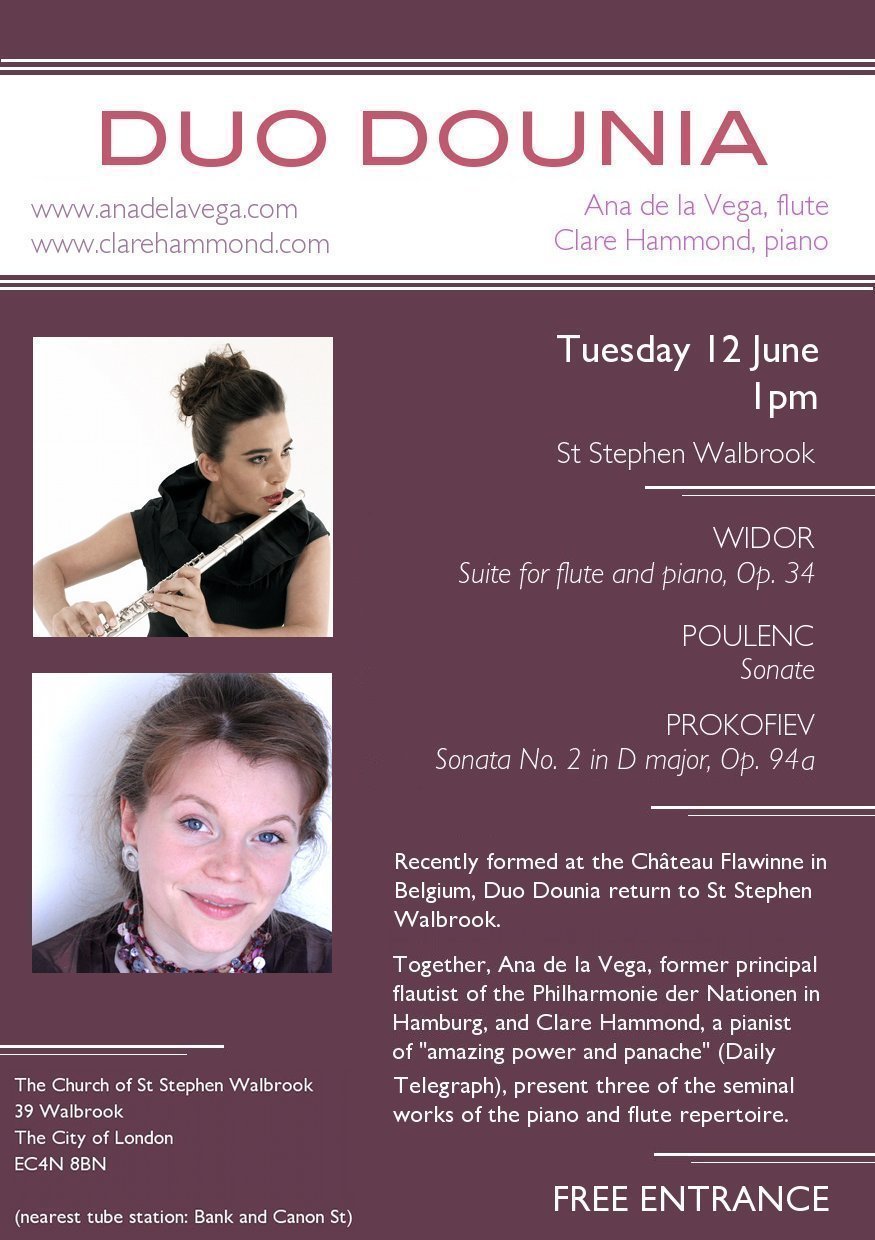 DUO DOUNIA
www.anadelavega.com
www.clarehammond.com
Ana de la Vega, flute
Clare Hammond, piano
Tuesday 12 June
1pm
St Stephen Walbrook
WIDOR
Suite for flute and piano, Op. 34
POULENC
Sonate
PROKOFIEV
Sonata No. 2 in D major, Op. 94a
Recently formed at the Château Flawinne in
Belgium, Duo Dounia return to St Stephen
Walbrook.
Together, Ana de la Vega, former principal
flautist of the Philharmonie der Nationen in
Hamburg, and Clare Hammond, a pianist
of "amazing power and panache" (Daily
Telegraph), present three of the seminal
works of the piano and flute repertoire.
The Church of St Stephen Walbrook
39 Walbrook
The City of London
EC4N 8BN
(nearest tube station: Bank and Canon St)
FREE ENTRANCE